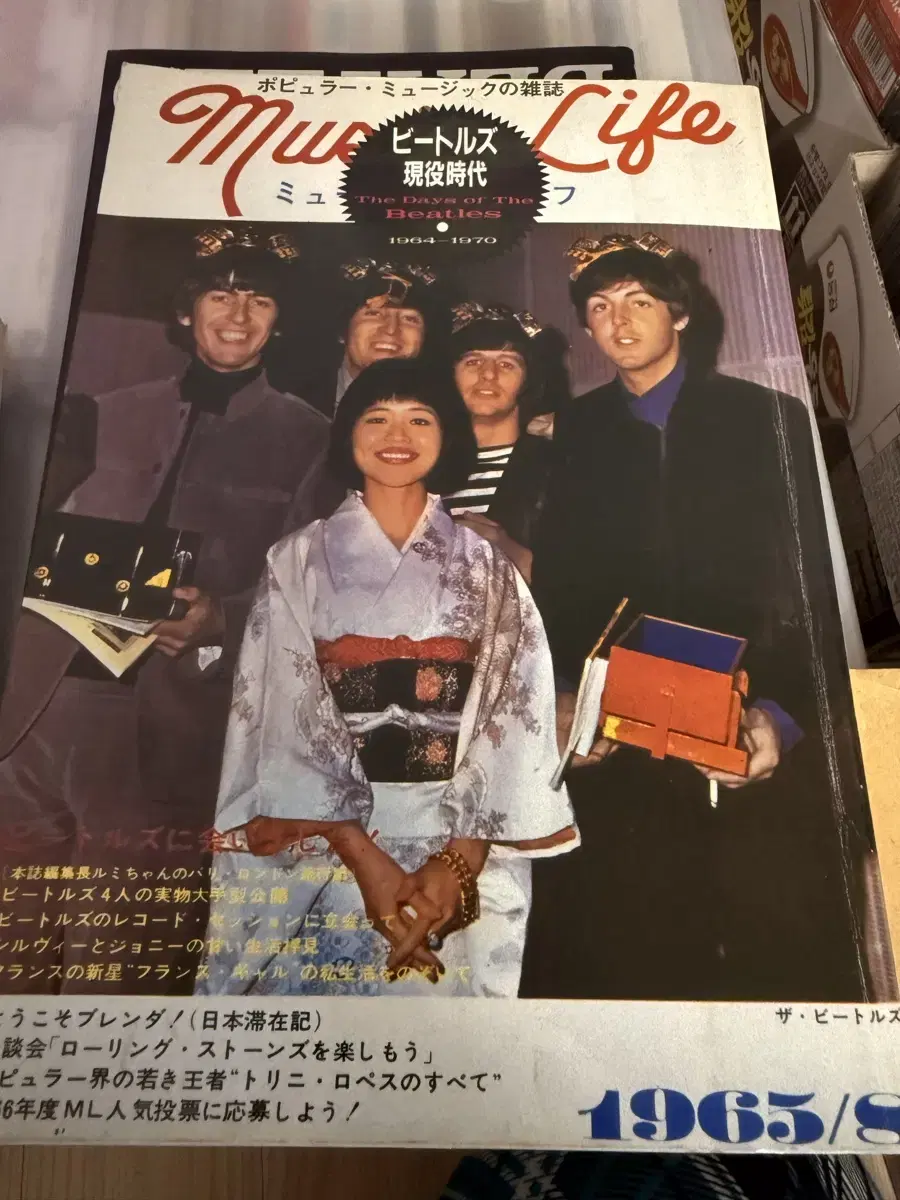 ポピュラー・ミュージックの雑誌
Mus Life
ビートルズ
現役時代
ミュ フ
The Days of The
Beatles
1964-1970
ビートルズに会い
(本誌編集長ルミちゃんのパリ・ロンドン旅行記)
ビートルズ4人の実物大手型公開
ビートルズのレコード・セッションに立会って
シルヴィーとジョニーの甘い生活拝見
フランスの新星"フランス・ギャル"の私生活をのぞいて
ようこそブレンダ!(日本滞在記)
談会「ローリング・ストーンズを楽しもう」
ピュラー界の若き王者"トリニ・ロペスのすべて"
6年度ML人気投票に応募しよう!
ザ・ビートルズ
1965/8